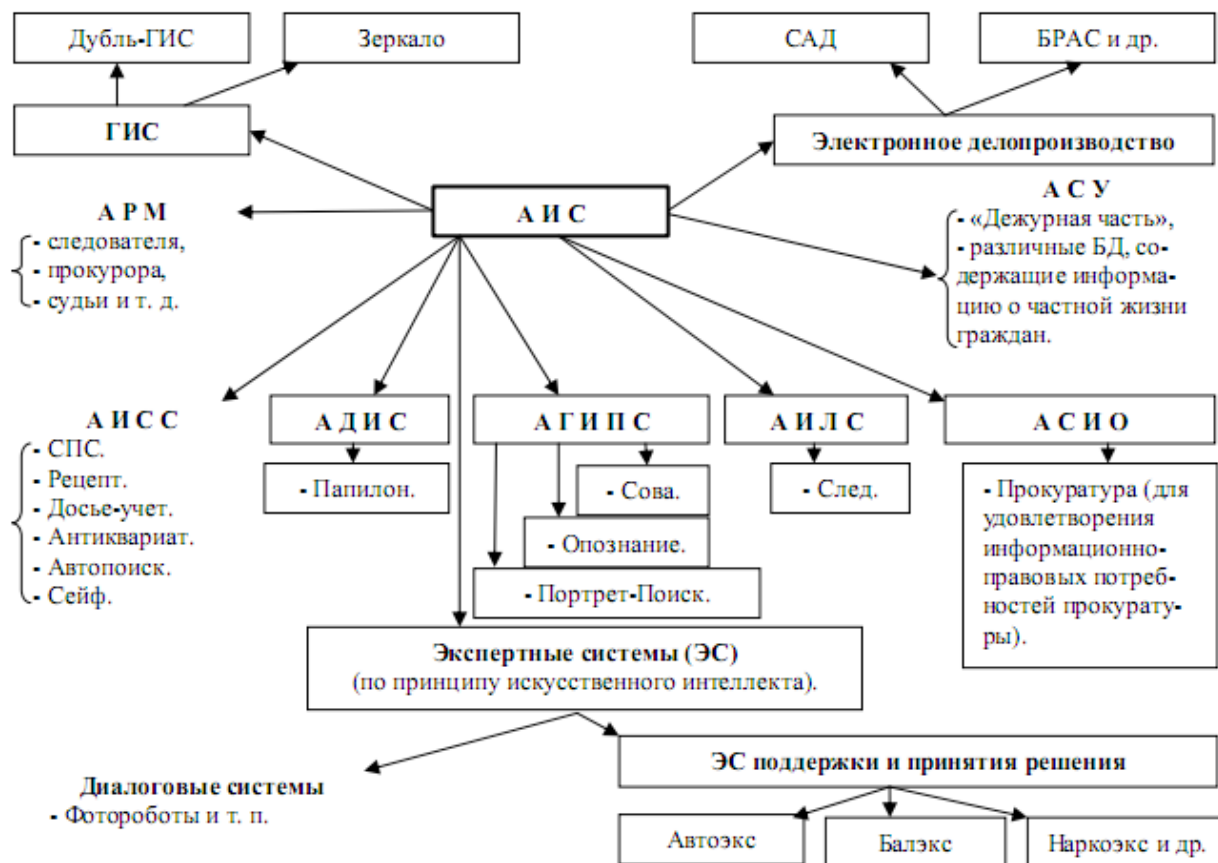 Дубль-ГИС
Зеркало
САД
БРАС и др.
ГИС
Электронное делопроизводство
А И С
А Р М
- следователя,
- прокурора,
- судьи и т. д.
А С У
- «Дежурная часть»,
- различные БД, со-
держащие информа-
цию о частной жизни
граждан.
А И С С
- СПС.
- Рецепт.
- Досье-учет.
- Антиквариат.
- Автопоиск.
- Сейф.
А Д И С
- Папилон.
А Г И П С
- Сова.
- Опознание.
- Портрет-Поиск.
А И Л С
- След.
А С И О
- Прокуратура (для
удовлетворения
информационно-
правовых потреб-
ностей прокурату-
ры).
Экспертные системы (ЭС)
(по принципу искусственного интеллекта).
Диалоговые системы
- Фотороботы и т. п.
ЭС поддержки и принятия решения
Автоэкс
Балэкс
Наркоэкс и др.